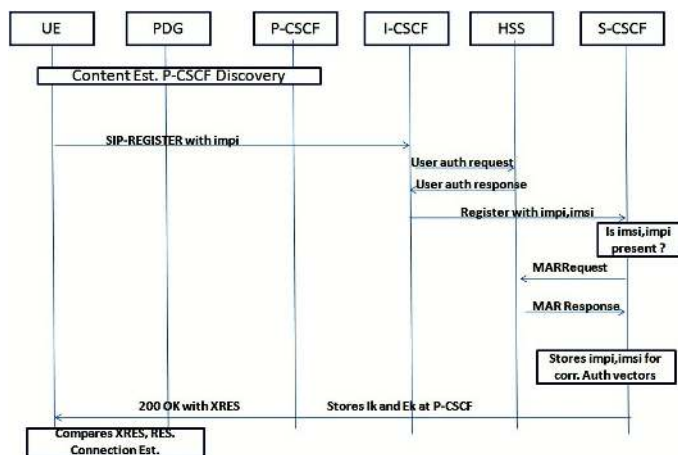 UE PDG P-CSCF I-CSCF HSS S-CSCF
Content Est. P-CSCF Discovery
SIP-REGISTER with impi
User auth request
User auth response
Register with impi,imsi
Is imsi,impi
present ?
MARRequest
MAR Response
Stores impi,imsi for
corr. Auth vectors
200 OK with XRES Stores Ik and Ek at P-CSCF
Compares XRES, RES.
Connection Est.